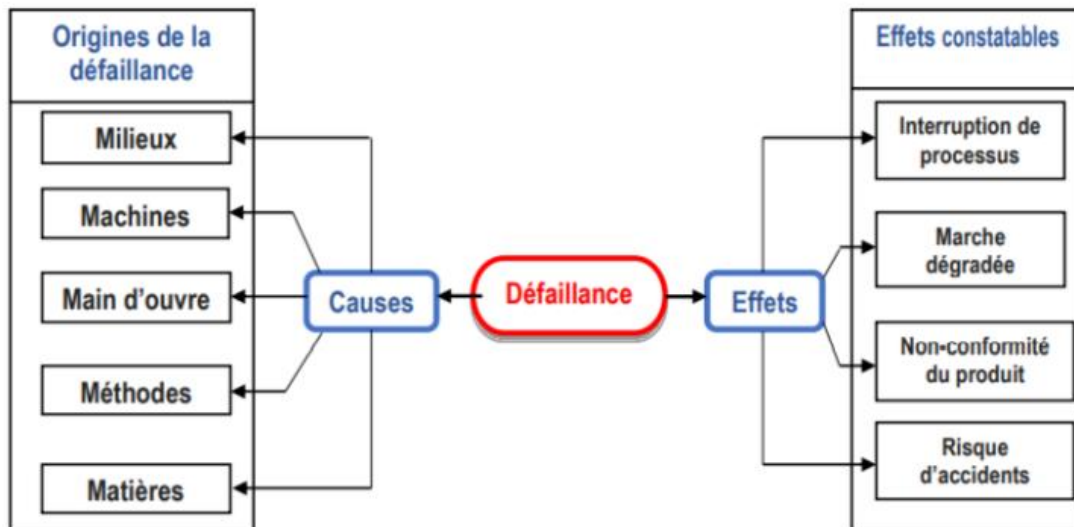 Origines de la
défaillance
Milieux
Machines
Main d'ouvre
Méthodes
Matières
Causes
Défaillance
Effets
Effets constatables
Interruption de
processus
Marche
dégradée
Non-conformité
du produit
Risque
d'accidents